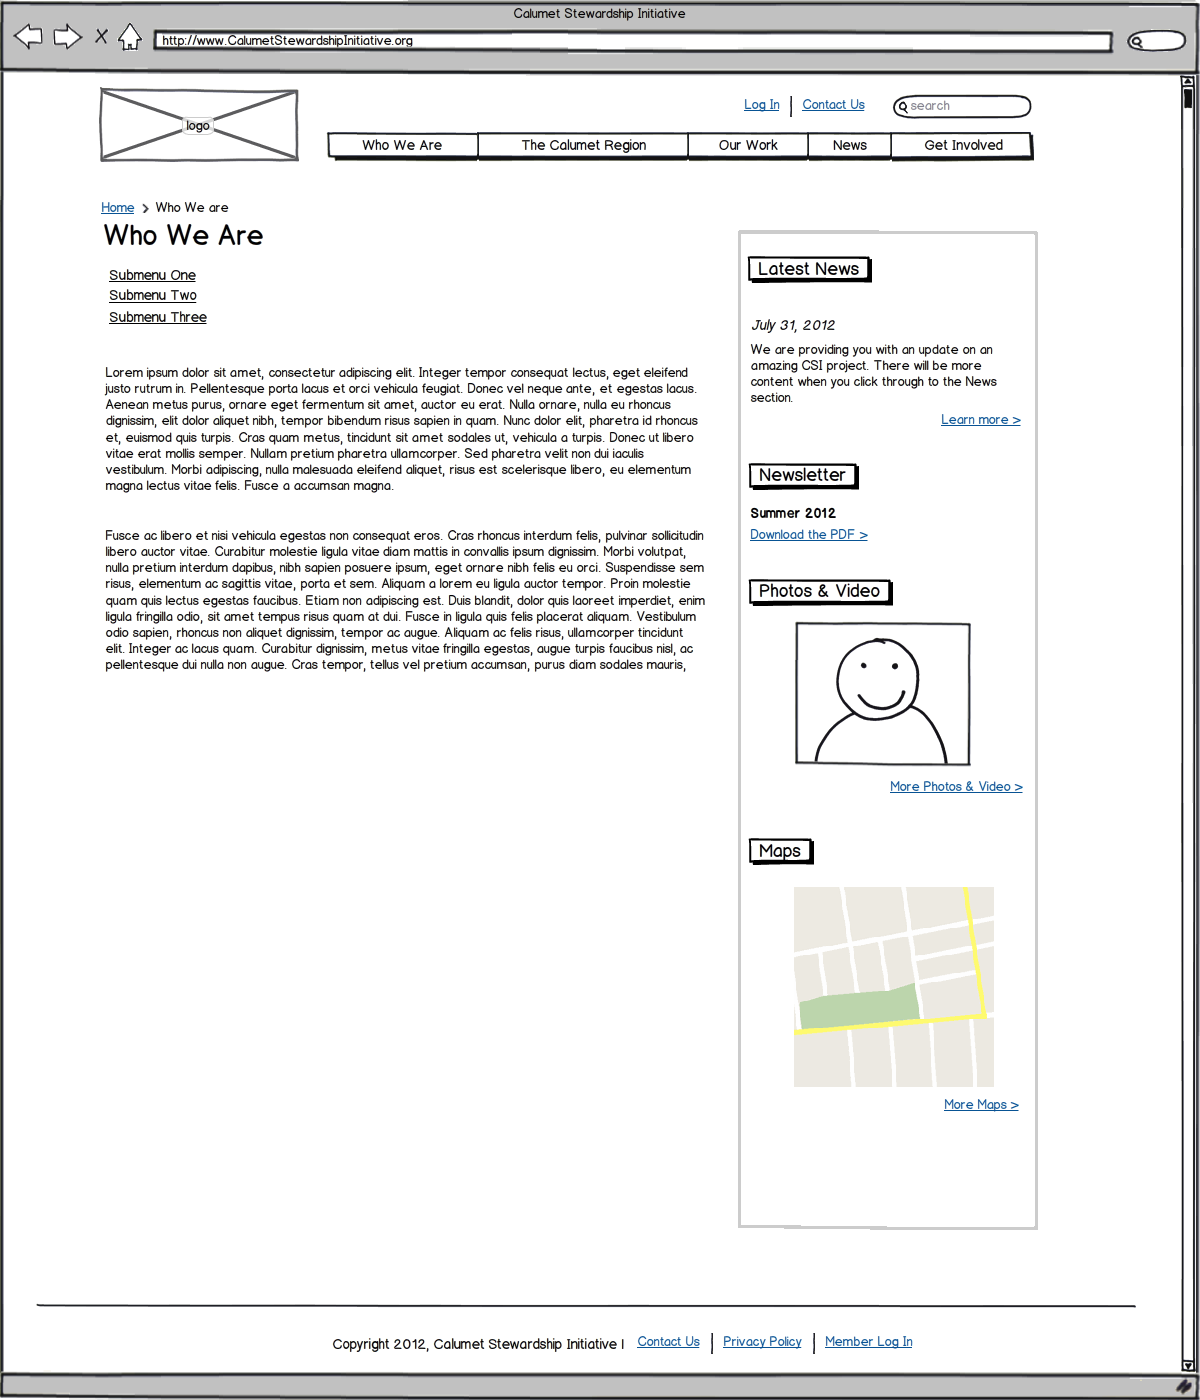 Calumet Stewardship Initiative
http://www.CalumetStewardshipInitiative.org
logo
Log In
Contact Us
search
Who We Are
The Calumet Region
Our Work
News
Get Involved
Home > Who We are
Who We Are
Submenu One
Submenu Two
Submenu Three
Lorem ipsum dolor sit amet, consectetur adipiscing elit. Integer tempor consequat lectus, eget eleifend
justo rutrum in. Pellentesque porta lacus et orci vehicula feugiat. Donec vel neque ante, et egestas lacus.
Aenean metus purus, ornare eget fermentum sit amet, auctor eu erat. Nulla ornare, nulla eu rhoncus
dignissim, elit dolor aliquet nibh, tempor bibendum risus sapien in quam. Nunc dolor elit, pharetra id rhoncus
et, euismod quis turpis. Cras quam metus, tincidunt sit amet sodales ut, vehicula a turpis. Donec ut libero
vitae erat mollis semper. Nullam pretium pharetra ullamcorper. Sed pharetra velit non dui iaculis
vestibulum. Morbi adipiscing, nulla malesuada eleifend aliquet, risus est scelerisque libero, eu elementum
magna lectus vitae felis. Fusce a accumsan magna.
Fusce ac libero et nisi vehicula egestas non consequat eros. Cras rhoncus interdum felis, pulvinar sollicitudin
libero auctor vitae. Curabitur molestie ligula vitae diam mattis in convallis ipsum dignissim. Morbi volutpat,
nulla pretium interdum dapibus, nibh sapien posuere ipsum, eget ornare nibh felis eu orci. Suspendisse sem
risus, elementum ac sagittis vitae, porta et sem. Aliquam a lorem eu ligula auctor tempor. Proin molestie
quam quis lectus egestas faucibus. Etiam non adipiscing est. Duis blandit, dolor quis laoreet imperdiet, enim
ligula fringilla odio, sit amet tempus risus quam at dui. Fusce in ligula quis felis placerat aliquam. Vestibulum
odio sapien, rhoncus non aliquet dignissim, tempor ac augue. Aliquam ac felis risus, ullamcorper tincidunt
elit. Integer ac lacus quam. Curabitur dignissim, metus vitae fringilla egestas, augue turpis faucibus nisl, ac
pellentesque dui nulla non augue. Cras tempor, tellus vel pretium accumsan, purus diam sodales mauris,
Latest News
July 31, 2012
We are providing you with an update on an
amazing CSI project. There will be more
content when you click through to the News
section.
Learn more >
Newsletter
Summer 2012
Download the PDF >
Photos & Video
More Photos & Video >
Maps
More Maps >
Copyright 2012, Calumet Stewardship Initiative | Contact Us | Privacy Policy | Member Log In